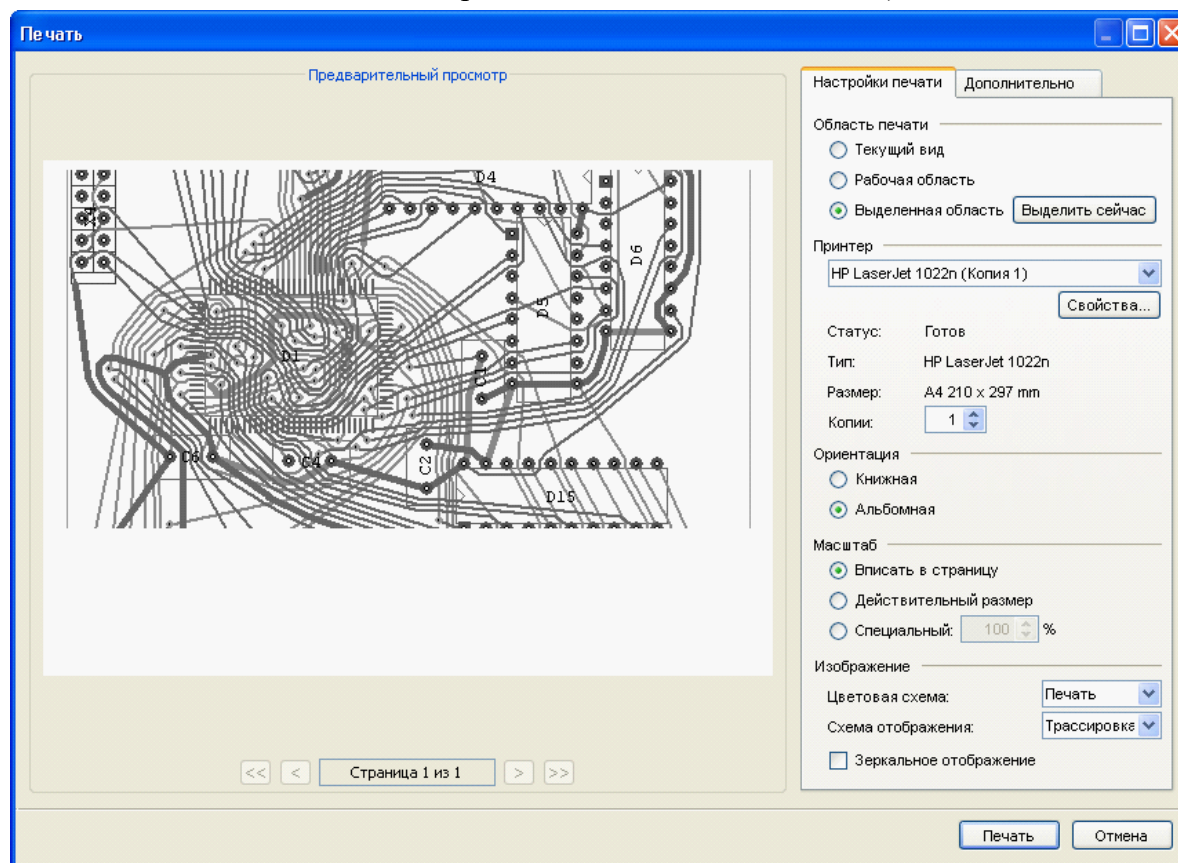 Печать
Предварительный просмотр
Настройки печати
Дополнительно
Область печати
Текущий вид
Рабочая область
Выделенная область
Выделить сейчас
Принтер
HP LaserJet 1022n (Копия 1)
Свойства...
Статус: Готов
Тип: HP LaserJet 1022n
Размер: A4 210 x 297 mm
Копии: 1
Ориентация
Книжная
Альбомная
Масштаб
Вписать в страницу
Действительный размер
Специальный: 100 %
Изображение
Цветовая схема: Печать
Схема отображения: Трассировка
Зеркальное отображение
D4
D6
D5
D1
C1
C6
C4
C2
D15
<< < Страница 1 из 1 > >>
Печать
Отмена